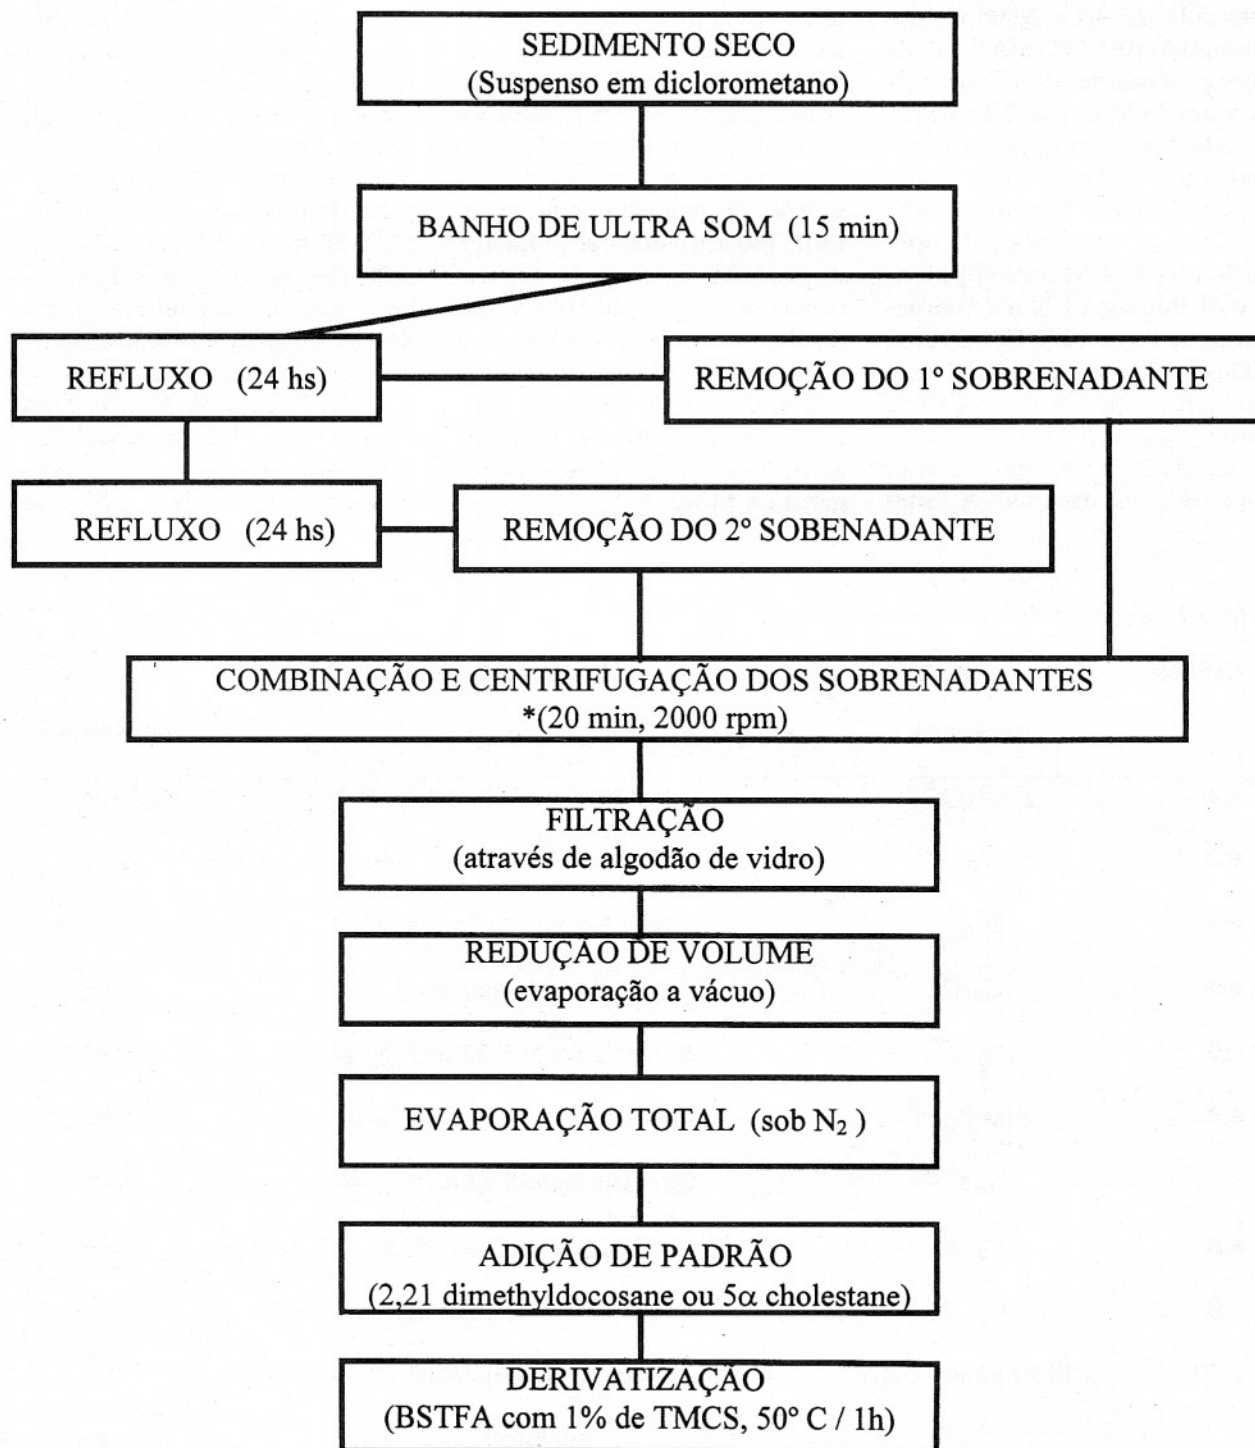 SEDIMENTO SECO
(Suspenso em diclorometano)
BANHO DE ULTRA SOM (15 min)
REFLUXO (24 hs)
REMOÇÃO DO 1º SOBRENADANTE
REFLUXO (24 hs)
REMOÇÃO DO 2º SOBENADANTE
COMBINAÇÃO E CENTRIFUGAÇÃO DOS SOBRENADANTES
*(20 min, 2000 rpm)
FILTRAÇÃO
(através de algodão de vidro)
REDUÇÃO DE VOLUME
(evaporação a vácuo)
EVAPORAÇÃO TOTAL (sob N₂ )
ADIÇÃO DE PADRÃO
(2,21 dimethyldocosane ou 5α cholestane)
DERIVATIZAÇÃO
(BSTFA com 1% de TMCS, 50º C / 1h)